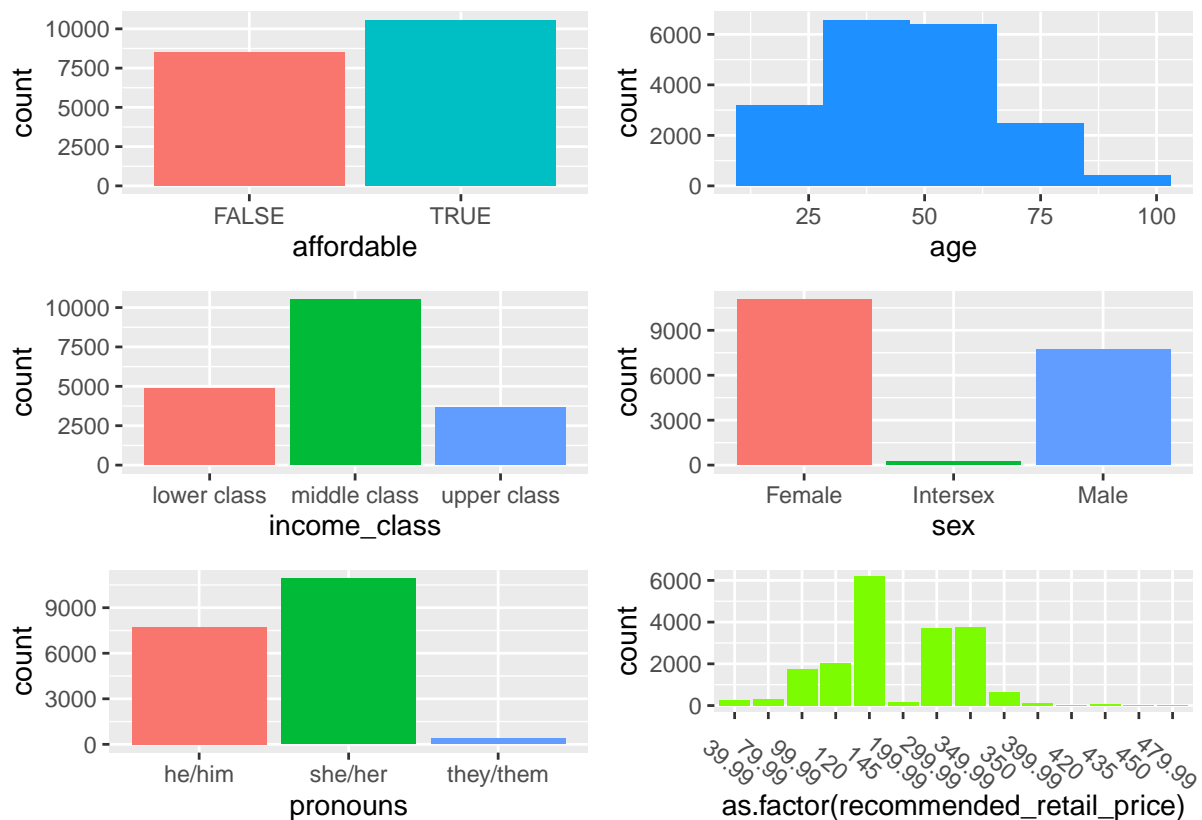 count
10000
7500
5000
2500
0
FALSE TRUE
affordable
count
6000
4000
2000
0
25 50 75 100
age
count
10000
7500
5000
2500
0
lower class middle class upper class
income_class
count
9000
6000
3000
0
Female Intersex Male
sex
count
9000
6000
3000
0
he/him she/her they/them
pronouns
count
6000
4000
2000
0
39.99 79.99 99.99 120 145 199.99 299.99 349.99 350 399.99 420 435 450 479.99
as.factor(recommended_retail_price)